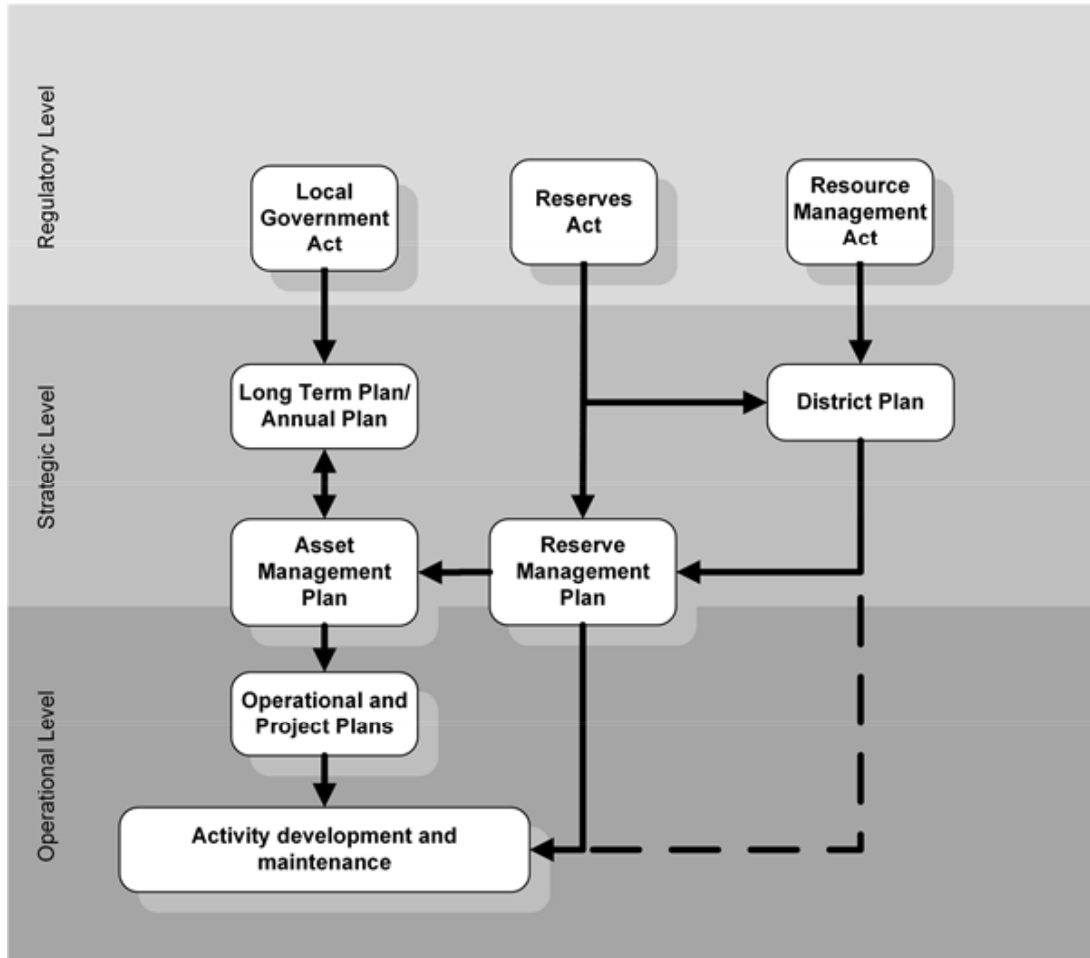 Regulatory Level
Local
Government
Act
Reserves
Act
Resource
Management
Act
Strategic Level
Long Term Plan/
Annual Plan
District Plan
Asset
Management
Plan
Reserve
Management
Plan
Operational Level
Operational and
Project Plans
Activity development and
maintenance